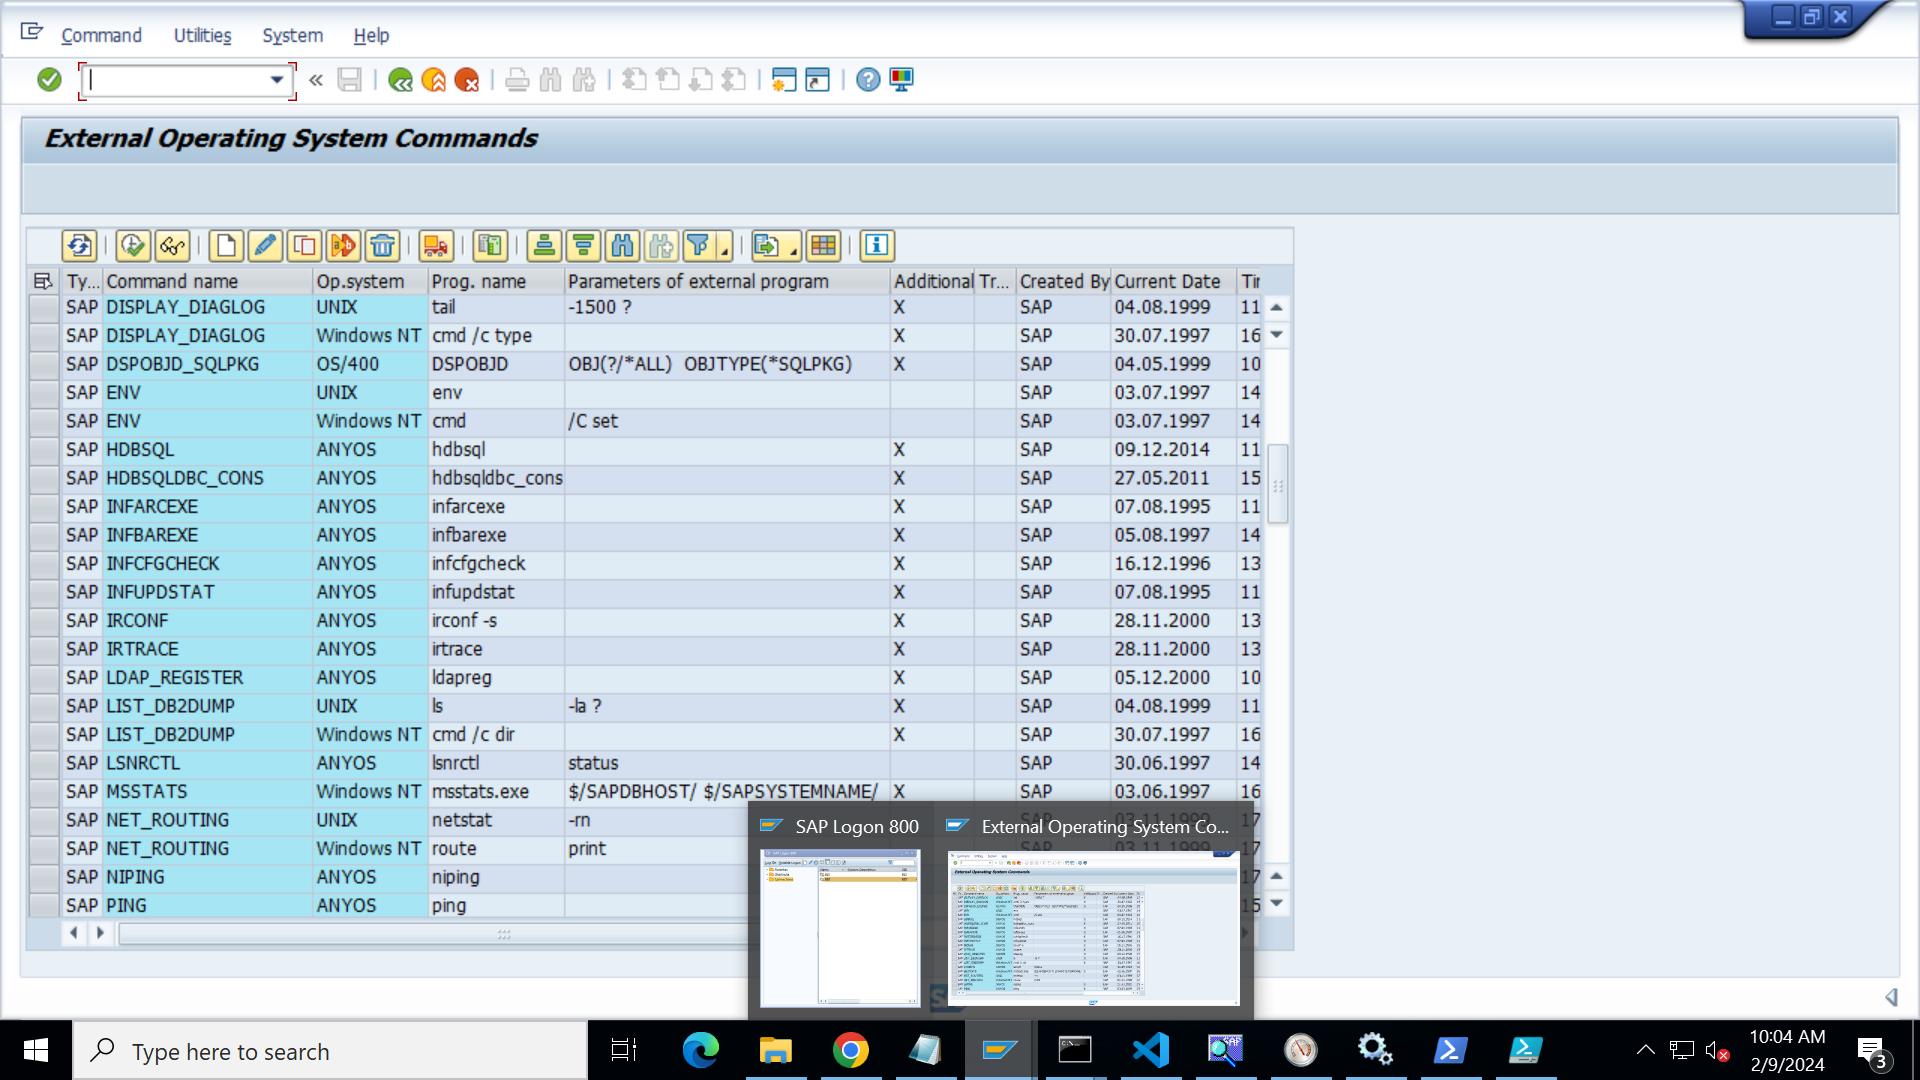 Command Utilities System Help
«
External Operating System Commands
Ty... Command name Op.system Prog. name Parameters of external program Additional Tr... Created By Current Date
SAP DISPLAY_DIAGLOG UNIX tail -1500 ? X SAP 04.08.1999 11
SAP DISPLAY_DIAGLOG Windows NT cmd /c type X SAP 30.07.1997 16
SAP DSPOBJD_SQLPKG OS/400 DSPOBJD OBJ(?/*ALL) OBJTYPE(*SQLPKG) X SAP 04.05.1999 10
SAP ENV UNIX env SAP 03.07.1997 14
SAP ENV Windows NT cmd /C set SAP 03.07.1997 14
SAP HDBSQL ANYOS hdbsql X SAP 09.12.2014 11
SAP HDBSQLDBC_CONS ANYOS hdbsqldbc_cons X SAP 27.05.2011 15
SAP INFARCEXE ANYOS infarcexe X SAP 07.08.1995 11
SAP INFBAREXE ANYOS infbarexe X SAP 05.08.1997 14
SAP INFCFGCHECK ANYOS infcfgcheck X SAP 16.12.1996 13
SAP INFUPDSTAT ANYOS infupdstat X SAP 07.08.1995 11
SAP IRCONF ANYOS irconf -s X SAP 28.11.2000 13
SAP IRTRACE ANYOS irtrace X SAP 28.11.2000 13
SAP LDAP_REGISTER ANYOS ldapreg X SAP 05.12.2000 10
SAP LIST_DB2DUMP UNIX ls -la ? X SAP 04.08.1999 11
SAP LIST_DB2DUMP Windows NT cmd /c dir X SAP 30.07.1997 16
SAP LSNRCTL ANYOS lsnrctl status SAP 30.06.1997 14
SAP MSSTATS Windows NT msstats.exe $/SAPDBHOST/ $/SAPSYSTEMNAME/ X SAP 03.06.1997 16
SAP NET_ROUTING UNIX netstat -rn SAP 03.11.1999 17
SAP NET_ROUTING Windows NT route print SAP 03.11.1999 17
SAP NIPING ANYOS niping 17
SAP PING ANYOS ping 15
SAP Logon 800 External Operating System Co...
Type here to search
10:04 AM
2/9/2024
3